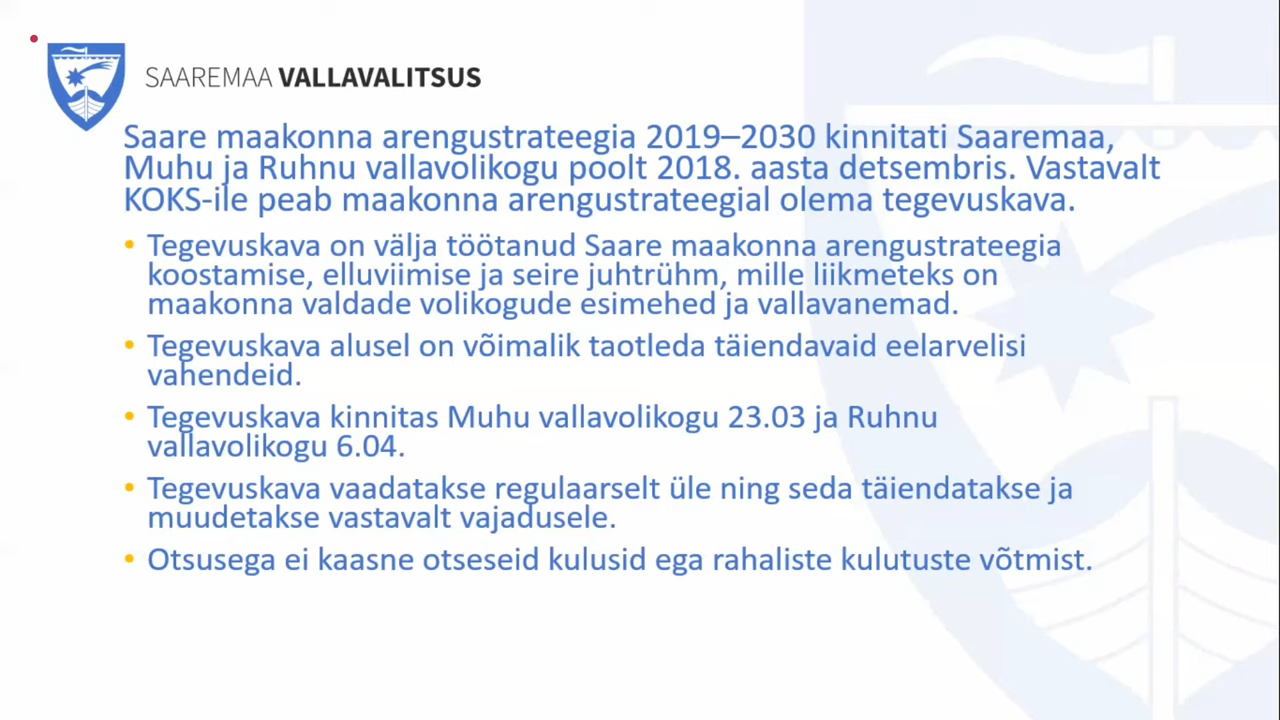 SAAREMAA VALLAVALITSUS
Saare maakonna arengustrateegia 2019–2030 kinnitati Saaremaa,
Muhu ja Ruhnu vallavolikogu poolt 2018. aasta detsembris. Vastavalt
KOKS-ile peab maakonna arengustrateegial olema tegevuskava.
• Tegevuskava on välja töötanud Saare maakonna arengustrateegia
koostamise, elluviimise ja seire juhtrühm, mille liikmeteks on
maakonna valdade volikogude esimehed ja vallavanemad.
• Tegevuskava alusel on võimalik taotleda täiendavaid eelarvelisi
vahendeid.
• Tegevuskava kinnitas Muhu vallavolikogu 23.03 ja Ruhnu
vallavolikogu 6.04.
• Tegevuskava vaadatakse regulaarselt üle ning seda täiendatakse ja
muudetakse vastavalt vajadusele.
• Otsusega ei kaasne otseseid kulusid ega rahaliste kulutuste võtmist.